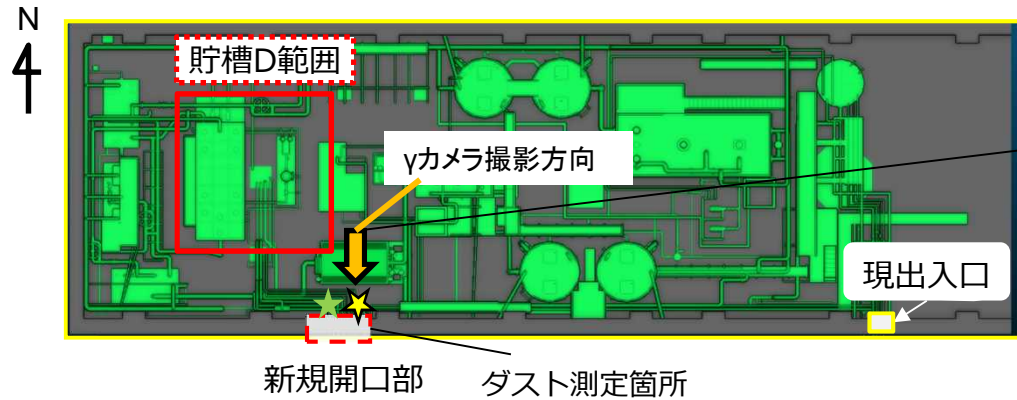 N
貯槽D範囲
γカメラ撮影方向
現出入口
新規開口部
ダスト測定箇所